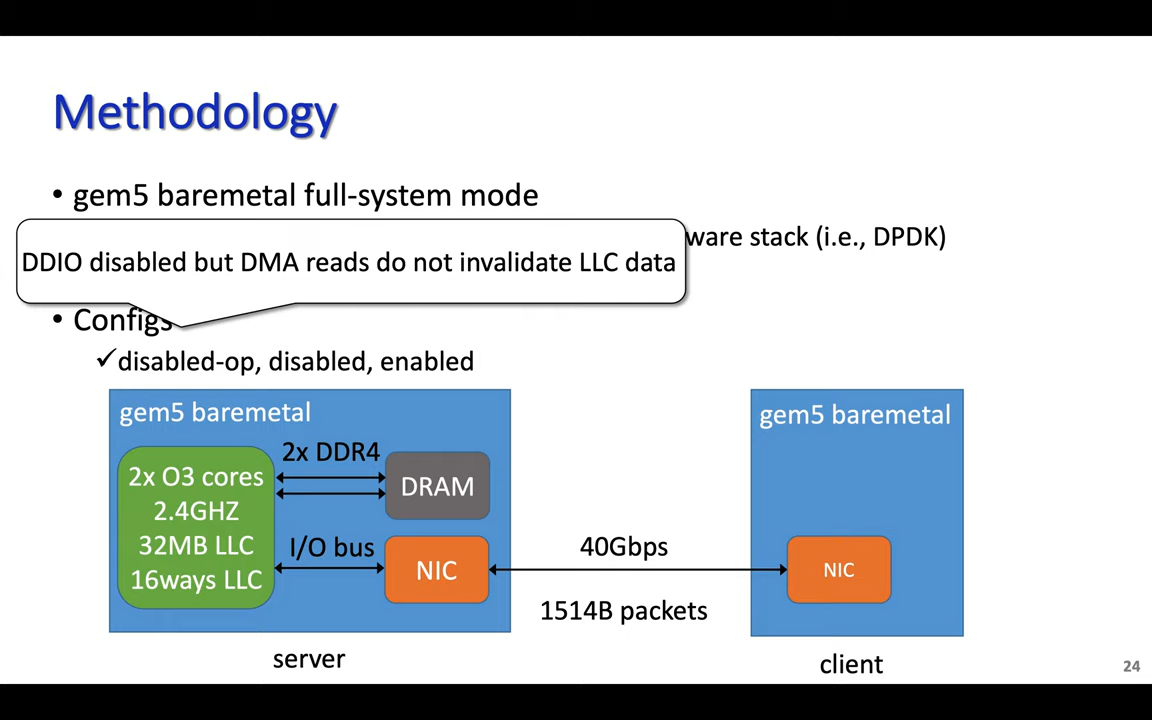 Methodology
• gem5 baremetal full-system mode
ware stack (i.e., DPDK)
DDIO disabled but DMA reads do not invalidate LLC data
• Configs
✓disabled-op, disabled, enabled
gem5 baremetal
2x O3 cores
2.4GHZ
32MB LLC
16ways LLC
2x DDR4
DRAM
I/O bus
NIC
server
40Gbps
1514B packets
gem5 baremetal
NIC
client
24